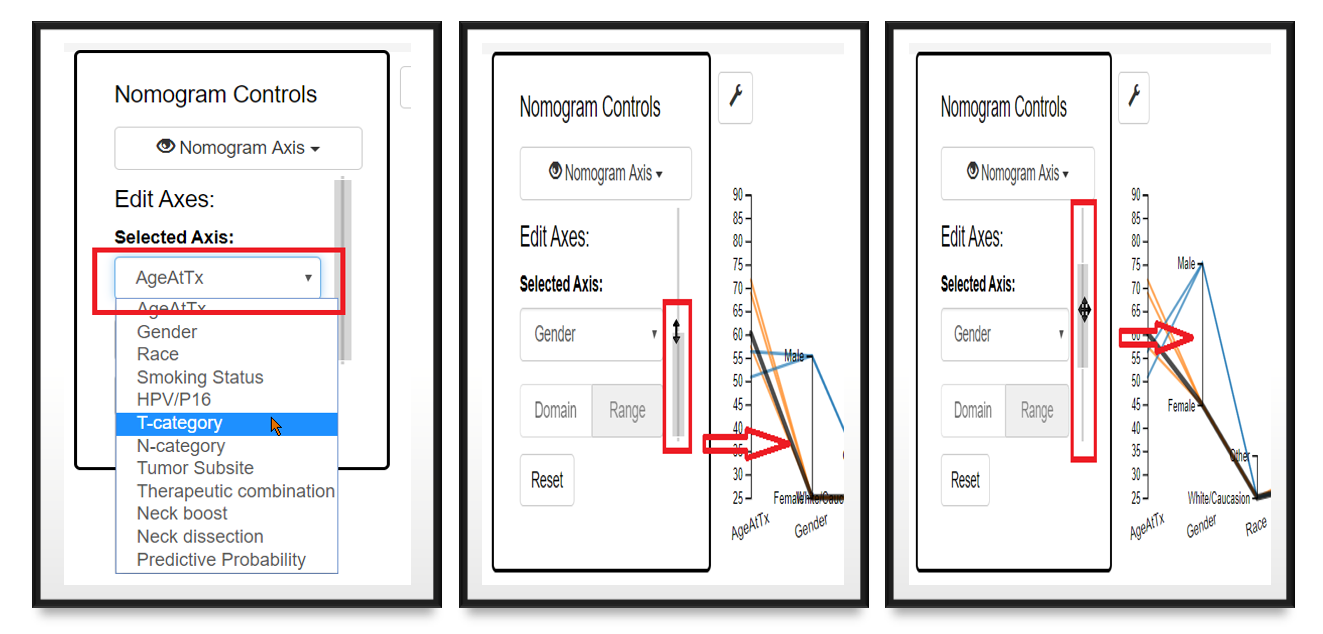 Nomogram Controls
Nomogram Axis
Edit Axes:
Selected Axis:
AgeAtTx
AgeAtTx
Gender
Race
Smoking Status
HPV/P16
T-category
N-category
Tumor Subsite
Therapeutic combination
Neck boost
Neck dissection
Predictive Probability
Nomogram Controls
Nomogram Axis
Edit Axes:
Selected Axis:
Gender
Domain Range
Reset
90
85
80
75
70
65
60
55
50
45
40
35
30
25
Male
Female
White/Cauc
AgeAtTx
Gender
Nomogram Controls
Nomogram Axis
Edit Axes:
Selected Axis:
Gender
Domain Range
Reset
90
85
80
75
70
65
60
55
50
45
40
35
30
25
Male
Female
Other
White/Caucasion
AgeAtTx
Gender
Race